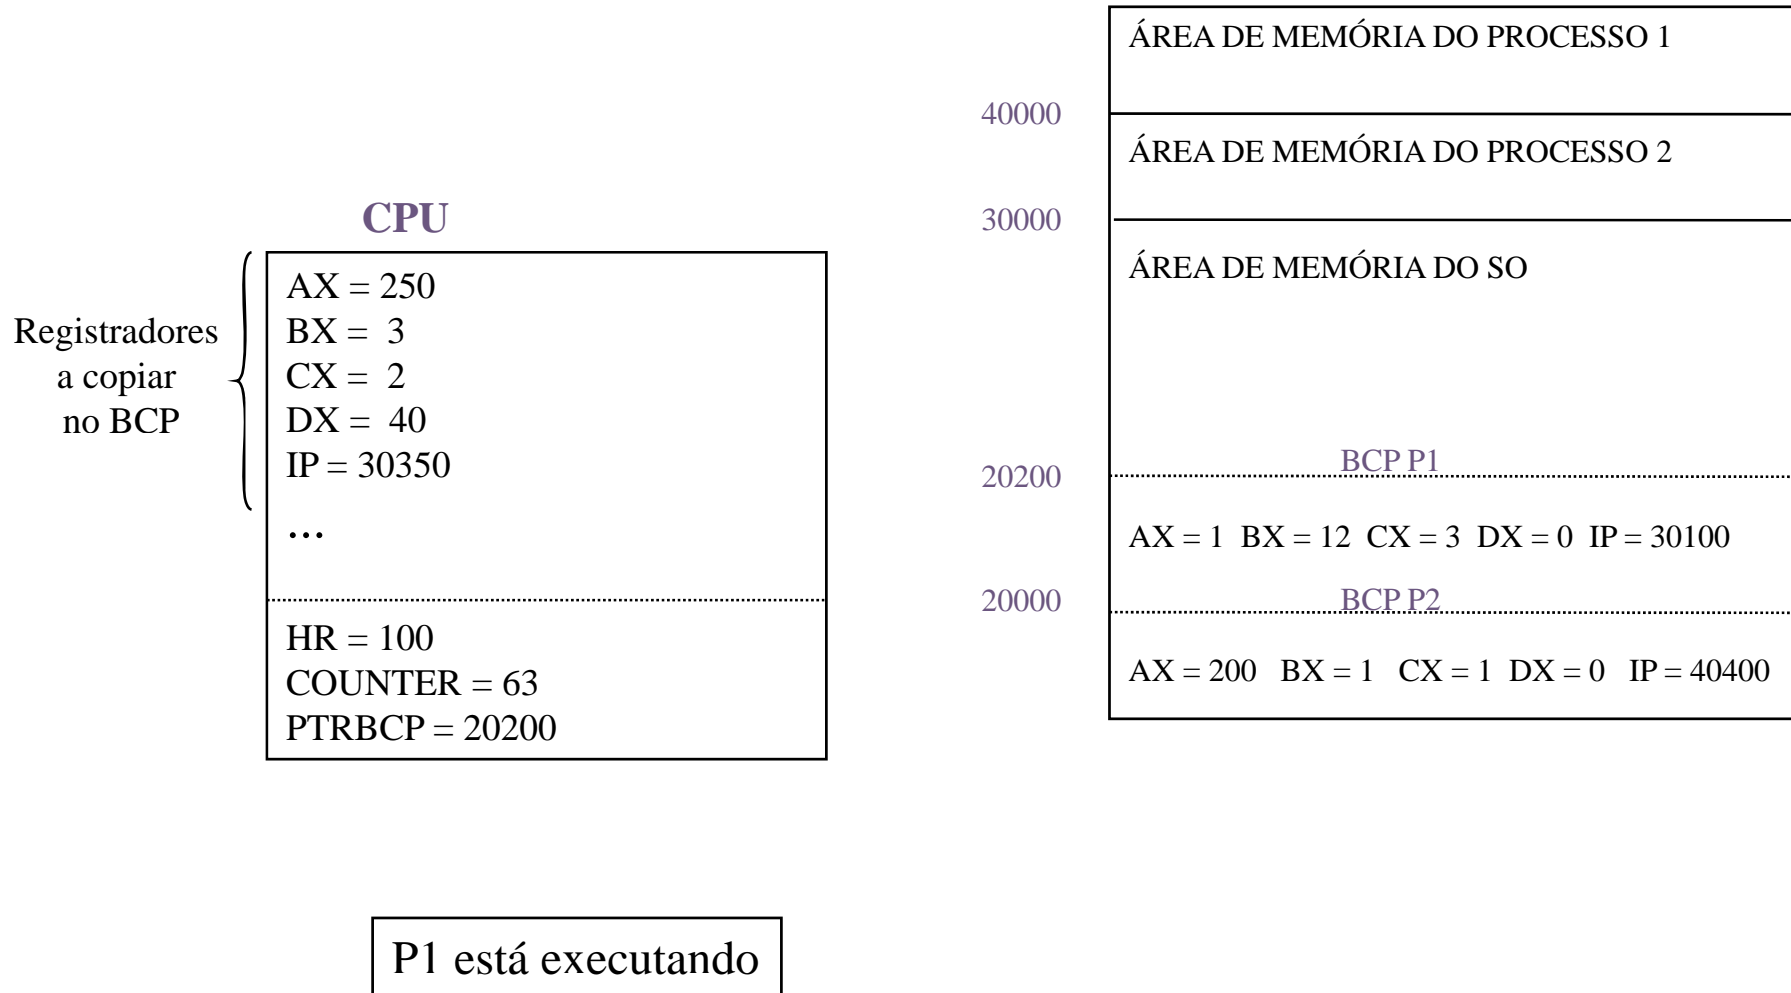 CPU
Registradores
a copiar
no BCP
AX = 250
BX =  3
CX =  2
DX =  40
IP = 30350
...
HR = 100
COUNTER = 63
PTRBCP = 20200
P1 está executando
ÁREA DE MEMÓRIA DO PROCESSO 1
40000
ÁREA DE MEMÓRIA DO PROCESSO 2
30000
ÁREA DE MEMÓRIA DO SO
BCP P1
20200
AX = 1  BX = 12  CX = 3  DX = 0  IP = 30100
20000
BCP P2
AX = 200   BX = 1   CX = 1  DX = 0   IP = 40400